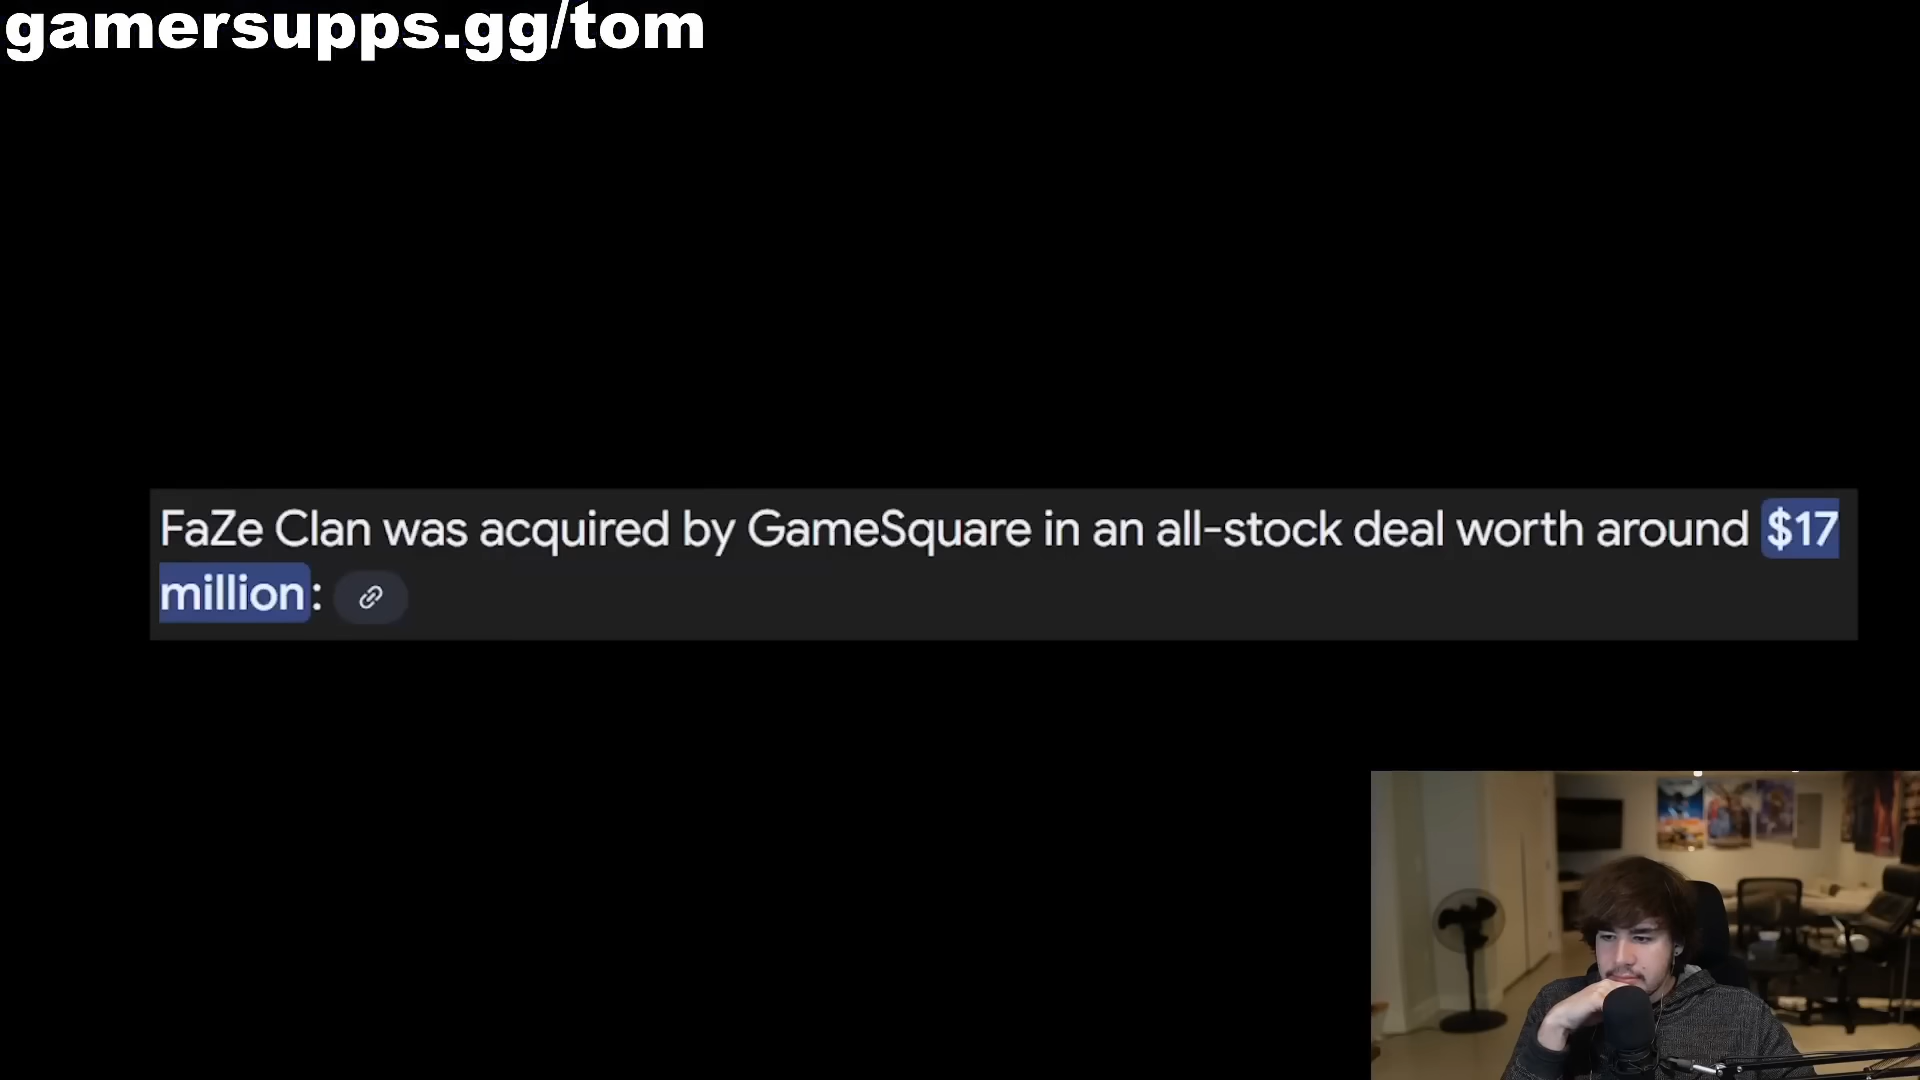 gamersupps.gg/tom
FaZe Clan was acquired by GameSquare in an all-stock deal worth around $17
million: